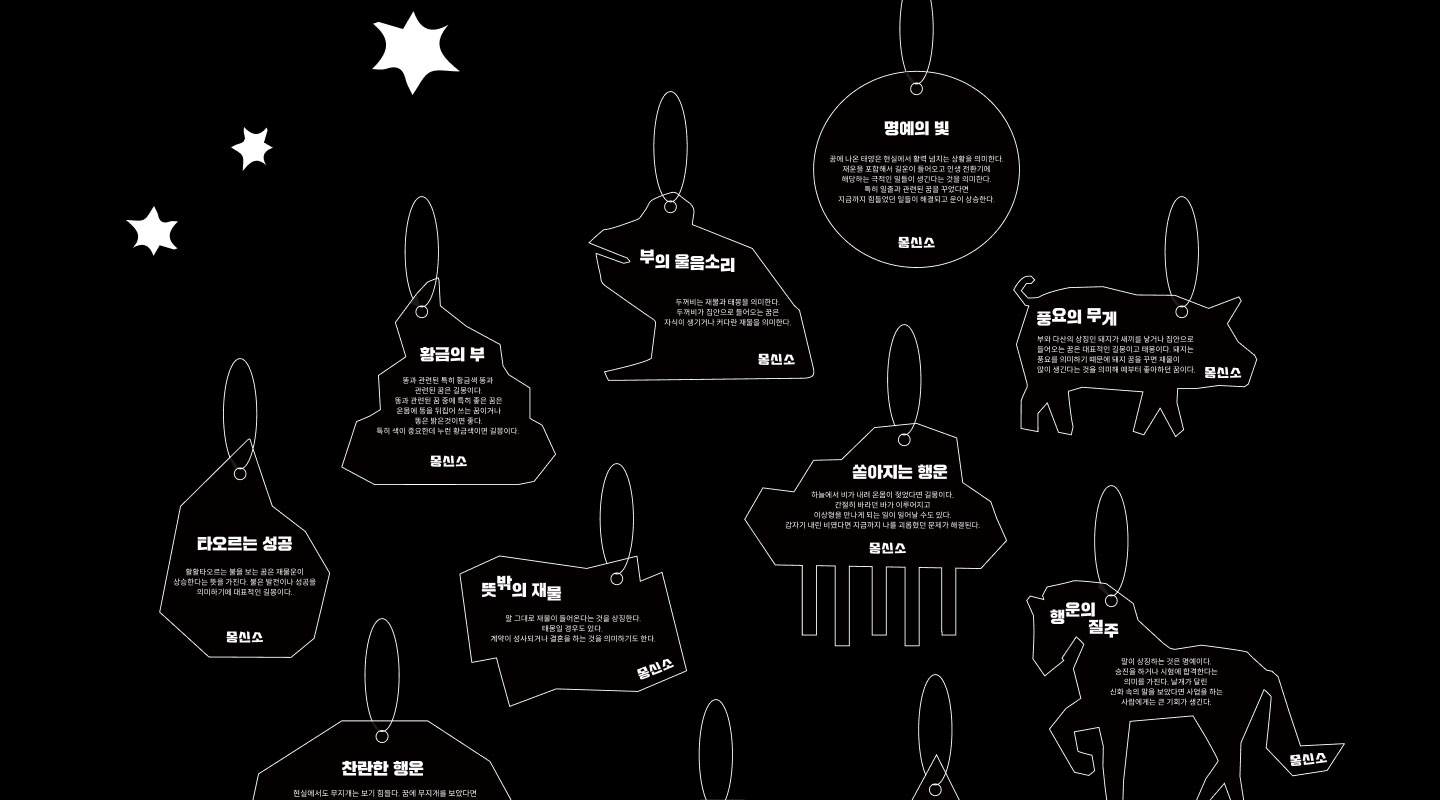 명예의 빛
꿈에 나온 태양은 현실에서 활력 넘치는 상황을 의미한다.
재운을 포함해서 길운이 들어오고 인생 전환기에
해당하는 극적인 일들이 생긴다는 것을 의미한다.
특히 일출과 관련된 꿈을 꾸었다면
지금까지 힘들었던 일들이 해결되고 운이 상승한다.
몽신소
부의 울음소리
두꺼비는 재물과 태몽을 의미한다.
두꺼비가 집안으로 들어오는 꿈은
자식이 생기거나 커다란 재물을 의미한다.
몽신소
풍요의 무게
부와 다산의 상징인 돼지가 새끼를 낳거나 집안으로
들어오는 꿈은 대표적인 길몽이고 태몽이다. 돼지는
풍요를 의미하기 때문에 돼지 꿈을 꾸면 재물이
많이 생긴다는 것을 의미해 예부터 좋아하던 꿈이다.
몽신소
황금의 부
똥과 관련된 특히 황금색 똥과
관련된 꿈은 길몽이다.
똥과 관련된 꿈 중에 특히 좋은 꿈은
온몸에 똥을 뒤집어 쓰는 꿈이거나
똥은 밝은것이면 좋다.
특히 색이 중요한데 누런 황금색이면 길몽이다.
몽신소
쏟아지는 행운
하늘에서 비가 내려 온몸이 젖었다면 길몽이다.
간절히 바라던 바가 이루어지고
이상형을 만나게 되는 일이 일어날 수도 있다.
갑자기 내린 비였다면 지금까지 나를 괴롭혔던 문제가 해결된다.
몽신소
타오르는 성공
활활타오르는 불을 보는 꿈은 재물운이
상승한다는 뜻을 가진다. 불은 발전이나 성공을
의미하기에 대표적인 길몽이다.
몽신소
뜻밖의 재물
말 그대로 재물이 들어온다는 것을 상징한다.
태몽일 경우도 있다.
계약이 성사되거나 결혼을 하는 것을 의미하기도 한다.
몽신소
행운의
질주
말이 상징하는 것은 명예이다.
승진을 하거나 시험에 합격한다는
의미를 가진다. 날개가 달린
신화 속의 말을 보았다면 사업을 하는
사람에게는 큰 기회가 생긴다.
몽신소
찬란한 행운
현실에서도 무지개는 보기 힘들다. 꿈에 무지개를 보았다면